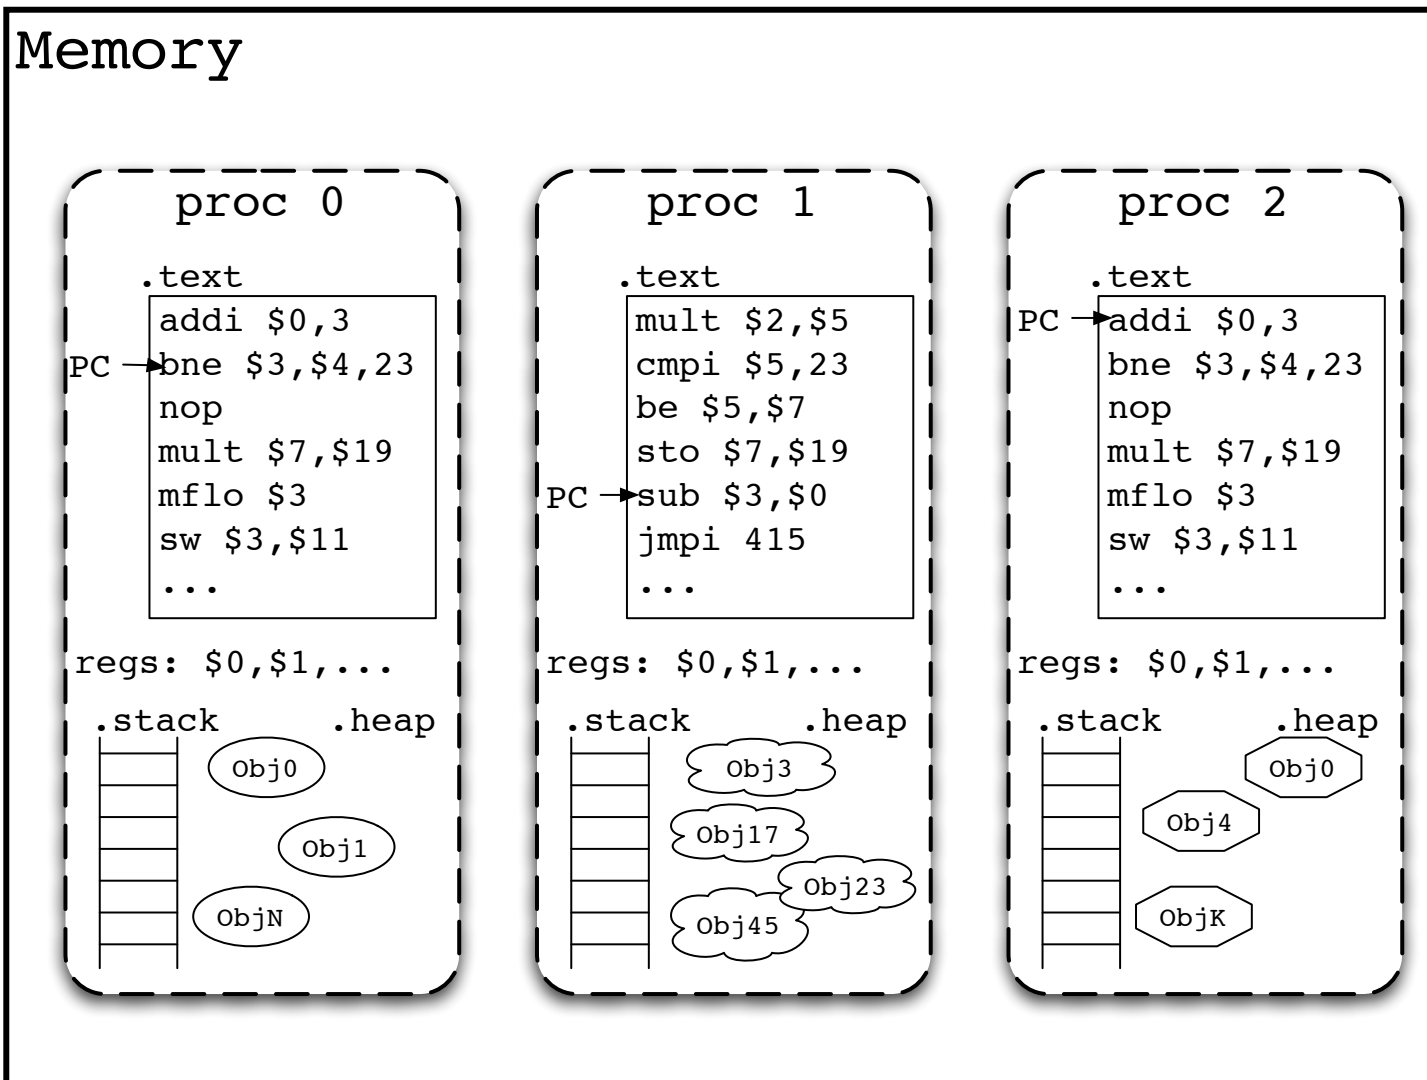 Memory
proc 0
.text
addi $0,3
PC bne $3,$4,23
nop
mult $7,$19
mflo $3
sw $3,$11
...
regs: $0,$1,...
.stack .heap
Obj0
Obj1
ObjN
proc 1
.text
mult $2,$5
cmpi $5,23
be $5,$7
sto $7,$19
PC sub $3,$0
jmpi 415
...
regs: $0,$1,...
.stack .heap
Obj3
Obj17
Obj23
Obj45
proc 2
.text
PC addi $0,3
bne $3,$4,23
nop
mult $7,$19
mflo $3
sw $3,$11
...
regs: $0,$1,...
.stack .heap
Obj0
Obj4
ObjK